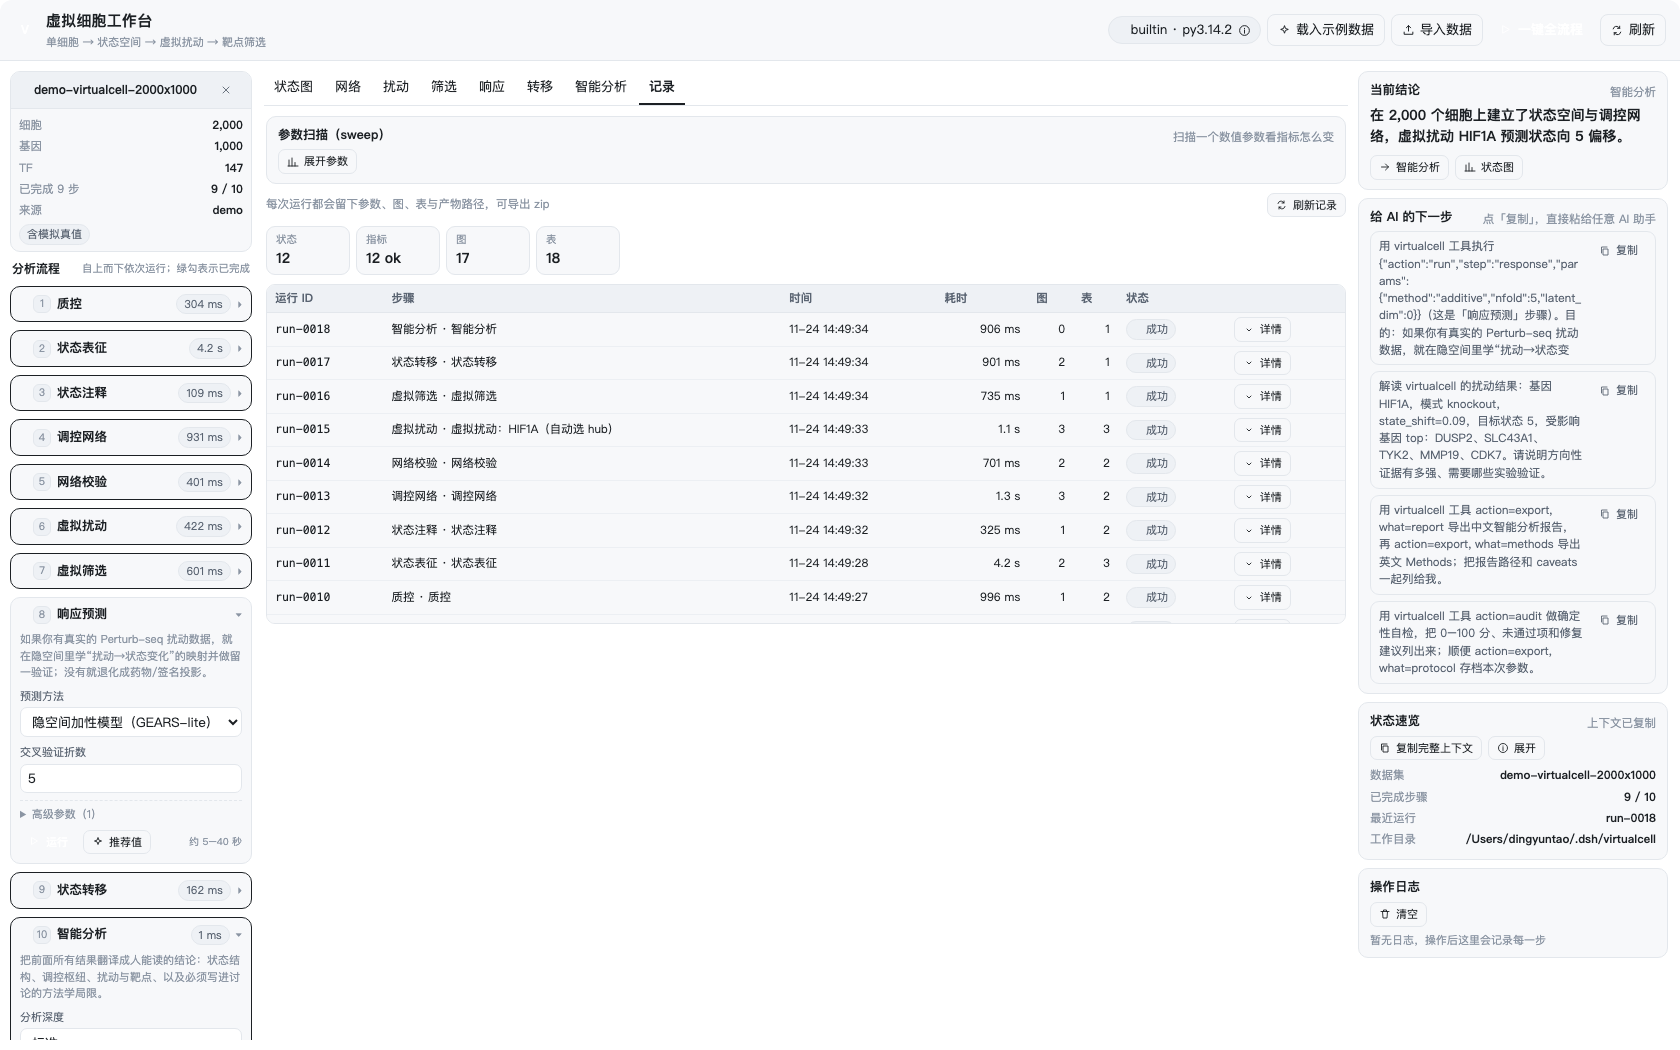 虚拟细胞工作台
单细胞 → 状态空间 → 虚拟扰动 → 靶点筛选
builtin · py3.14.2
载入示例数据
导入数据
一键全流程
刷新
demo-virtualcell-2000x1000 ×
细胞 2,000
基因 1,000
TF 147
已完成 9 步 9 / 10
来源 demo
含模拟真值
分析流程 自上而下依次运行；绿勾表示已完成
1 质控 304 ms
2 状态表征 4.2 s
3 状态注释 109 ms
4 调控网络 931 ms
5 网络校验 401 ms
6 虚拟扰动 422 ms
7 虚拟筛选 601 ms
8 响应预测
如果你有真实的 Perturb-seq 扰动数据，就
在隐空间里学“扰动→状态变化”的映射并做留
一验证；没有就退化成药物/签名投影。
预测方法
隐空间加性模型（GEARS-lite）
交叉验证折数
5
高级参数（1）
运行
推荐值
约 5–40 秒
9 状态转移 162 ms
10 智能分析 1 ms
把前面所有结果翻译成人能读的结论：状态结
构、调控枢纽、扰动与靶点、以及必须写进讨
论的方法学局限。
分析深度
状态图 网络 扰动 筛选 响应 转移 智能分析 记录
参数扫描（sweep） 扫描一个数值参数看指标怎么变
展开参数
每次运行都会留下参数、图、表与产物路径，可导出 zip
刷新记录
状态 指标 图 表
12 12 ok 17 18
运行 ID 步骤 时间 耗时 图 表 状态
run-0018 智能分析 · 智能分析 11-24 14:49:34 906 ms 0 1 成功 详情
run-0017 状态转移 · 状态转移 11-24 14:49:34 901 ms 2 1 成功 详情
run-0016 虚拟筛选 · 虚拟筛选 11-24 14:49:34 735 ms 1 1 成功 详情
run-0015 虚拟扰动 · 虚拟扰动：HIF1A（自动选 hub） 11-24 14:49:33 1.1 s 3 3 成功 详情
run-0014 网络校验 · 网络校验 11-24 14:49:33 701 ms 2 2 成功 详情
run-0013 调控网络 · 调控网络 11-24 14:49:32 1.3 s 3 2 成功 详情
run-0012 状态注释 · 状态注释 11-24 14:49:32 325 ms 1 2 成功 详情
run-0011 状态表征 · 状态表征 11-24 14:49:28 4.2 s 2 3 成功 详情
run-0010 质控 · 质控 11-24 14:49:27 996 ms 1 2 成功 详情
当前结论 智能分析
在 2,000 个细胞上建立了状态空间与调控网
络，虚拟扰动 HIF1A 预测状态向 5 偏移。
→ 智能分析
状态图
给 AI 的下一步 点「复制」，直接粘给任意 AI 助手
用 virtualcell 工具执行
{"action":"run","step":"response","par
ams":
{"method":"additive","nfold":5,"latent_
dim":0}}（这是「响应预测」步骤）。目
的：如果你有真实的 Perturb-seq 扰动
数据，就在隐空间里学“扰动→状态变
复制
解读 virtualcell 的扰动结果：基因
HIF1A，模式 knockout，
state_shift=0.09，目标状态 5，受影响
基因 top：DUSP2、SLC43A1、
TYK2、MMP19、CDK7。请说明方向性
证据有多强、需要哪些实验验证。
复制
用 virtualcell 工具 action=export,
what=report 导出中文智能分析报告，
再 action=export, what=methods 导出
英文 Methods；把报告路径和 caveats
一起列给我。
复制
用 virtualcell 工具 action=audit 做确定
性自检，把 0–100 分、未通过项和修复
建议列出来；顺便 action=export,
what=protocol 存档本次参数。
复制
状态速览 上下文已复制
复制完整上下文
展开
数据集 demo-virtualcell-2000x1000
已完成步骤 9 / 10
最近运行 run-0018
工作目录 /Users/dingyuntao/.dsh/virtualcell
操作日志
清空
暂无日志，操作后这里会记录每一步